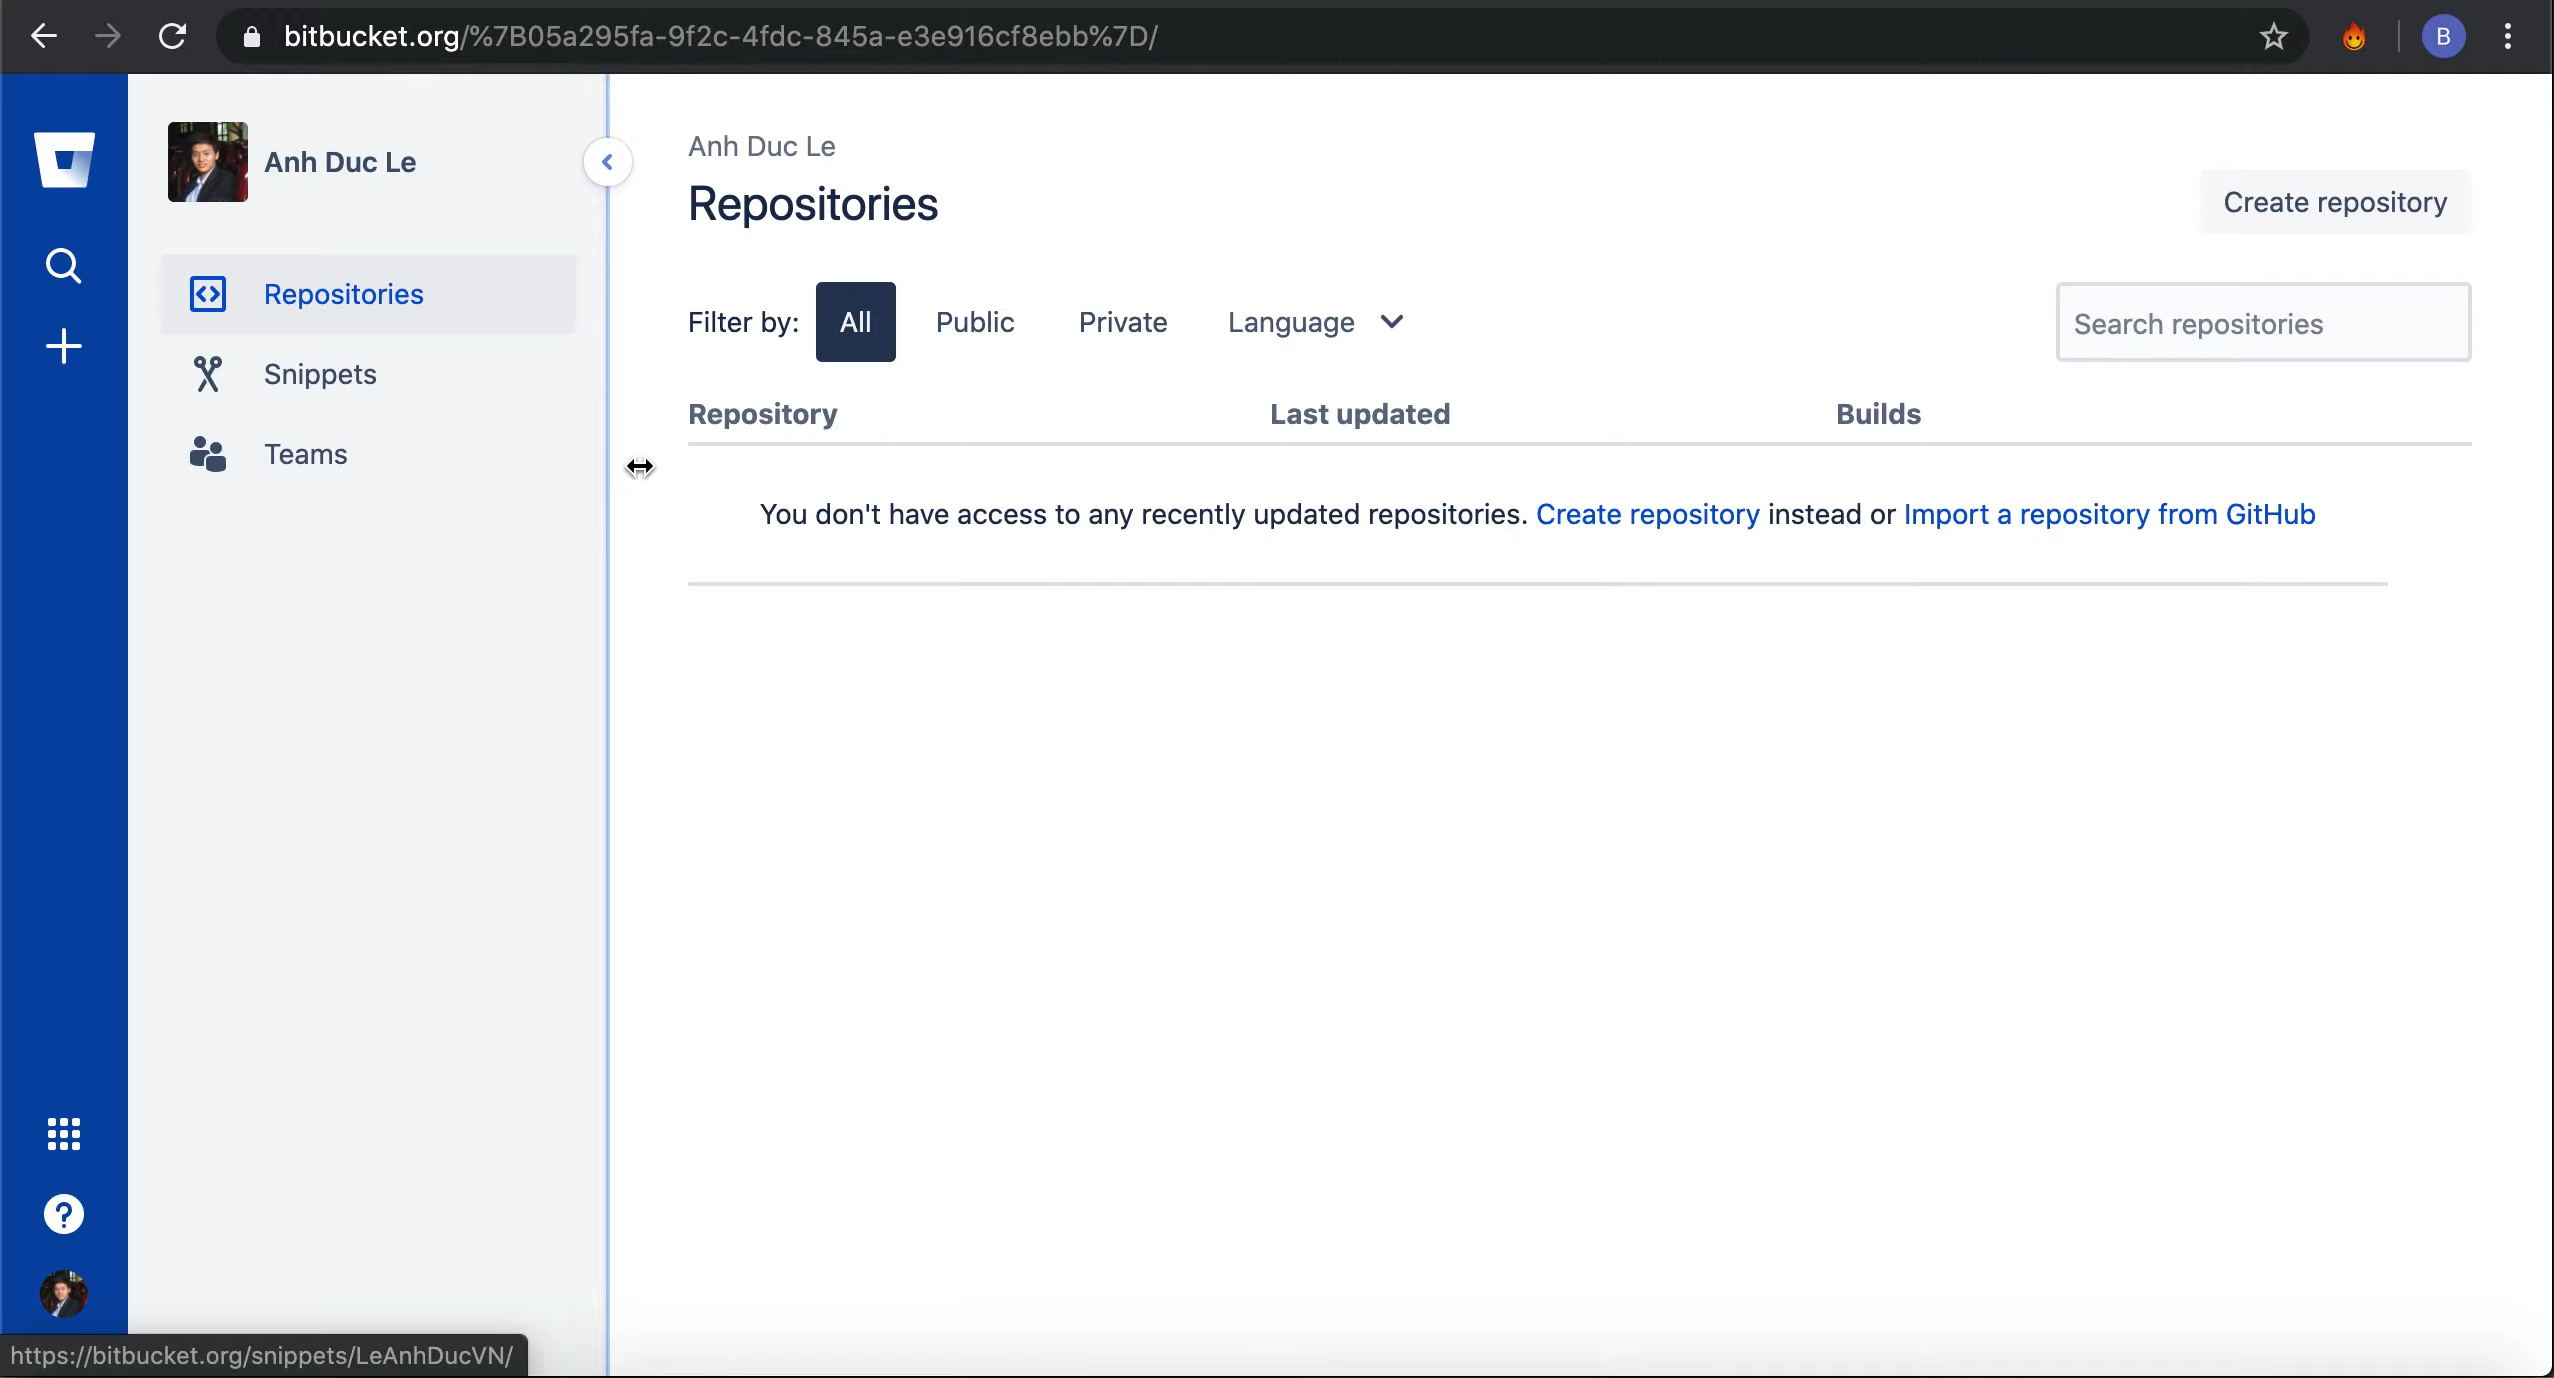 bitbucket.org/%7B05a295fa-9f2c-4fdc-845a-e3e916cf8ebb%7D/
B
Anh Duc Le
Repositories
Snippets
Teams
Anh Duc Le
Repositories
Create repository
Filter by: All Public Private Language
Search repositories
Repository Last updated Builds
You don't have access to any recently updated repositories. Create repository instead or Import a repository from GitHub
?
https://bitbucket.org/snippets/LeAnhDucVN/